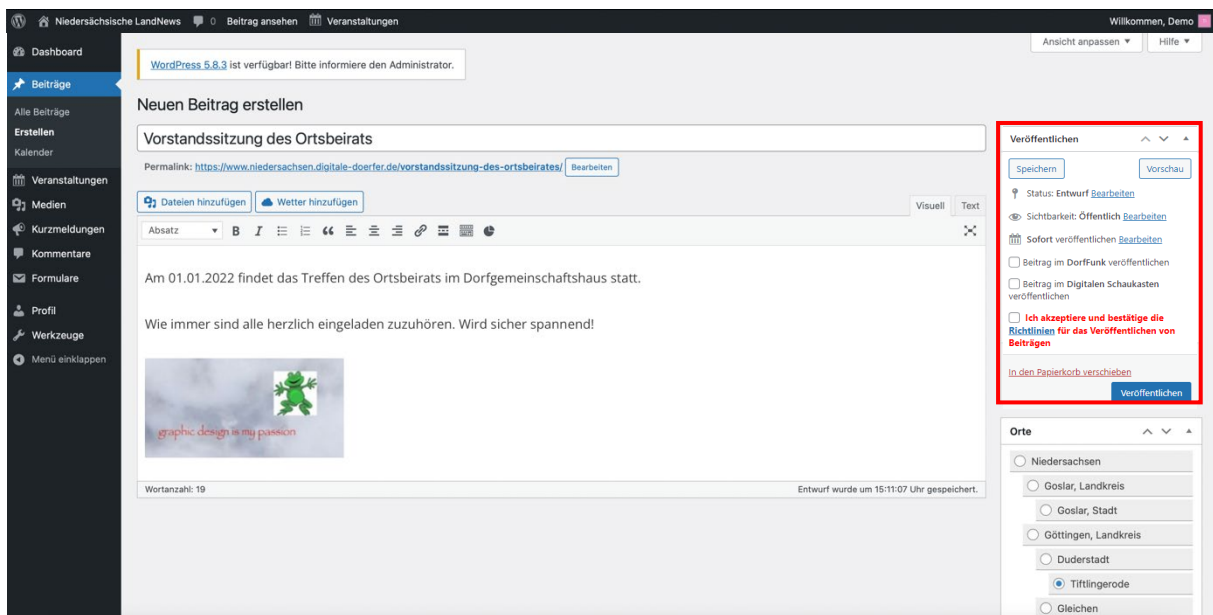 Niedersächsische LandNews 0 Beitrag ansehen Veranstaltungen Willkommen, Demo
Ansicht anpassen ▼ Hilfe ▼
Dashboard
Beiträge
Alle Beiträge
Erstellen
Kalender
Veranstaltungen
Medien
Kurzmeldungen
Kommentare
Formulare
Profil
Werkzeuge
Menü einklappen
WordPress 5.8.3 ist verfügbar! Bitte informiere den Administrator.
Neuen Beitrag erstellen
Vorstandssitzung des Ortsbeirats
Permalink: https://www.niedersachsen.digitale-doerfer.de/vorstandssitzung-des-ortsbeirates/ Bearbeiten
Dateien hinzufügen Wetter hinzufügen
Visuell Text
Absatz ▼ B I
Am 01.01.2022 findet das Treffen des Ortsbeirats im Dorfgemeinschaftshaus statt.
Wie immer sind alle herzlich eingeladen zuzuhören. Wird sicher spannend!
graphic design is my passion
Wortanzahl: 19 Entwurf wurde um 15:11:07 Uhr gespeichert.
Veröffentlichen
Speichern Vorschau
Status: Entwurf Bearbeiten
Sichtbarkeit: Öffentlich Bearbeiten
Sofort veröffentlichen Bearbeiten
Beitrag im DorfFunk veröffentlichen
Beitrag im Digitalen Schaukasten
veröffentlichen
Ich akzeptiere und bestätige die
Richtlinien für das Veröffentlichen von
Beiträgen
In den Papierkorb verschieben
Veröffentlichen
Orte
Niedersachsen
Goslar, Landkreis
Goslar, Stadt
Göttingen, Landkreis
Duderstadt
Tiftlingerode
Gleichen